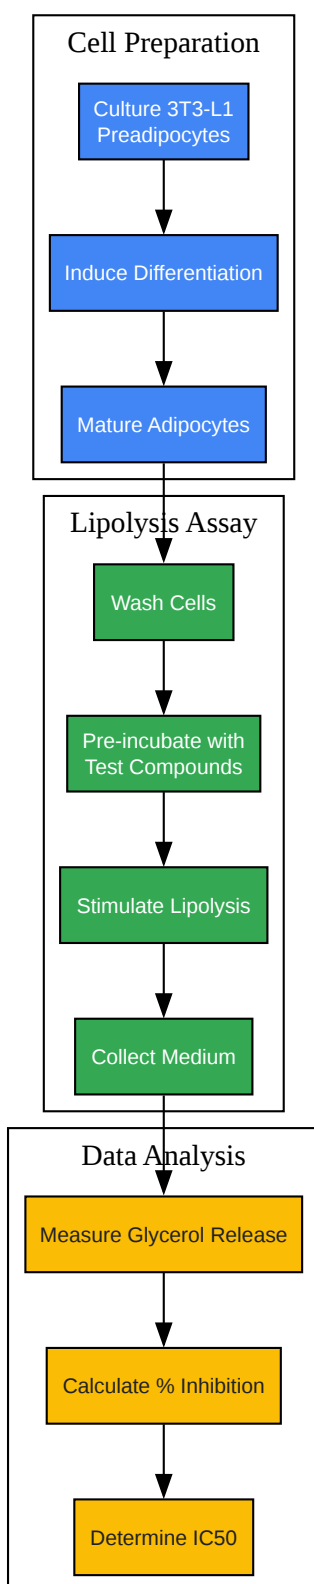 Cell Preparation
Culture 3T3-L1
Preadipocytes
Induce Differentiation
Mature Adipocytes
Lipolysis Assay
Wash Cells
Pre-incubate with
Test Compounds
Stimulate Lipolysis
Collect Medium
Data Analysis
Measure Glycerol Release
Calculate % Inhibition
Determine IC50